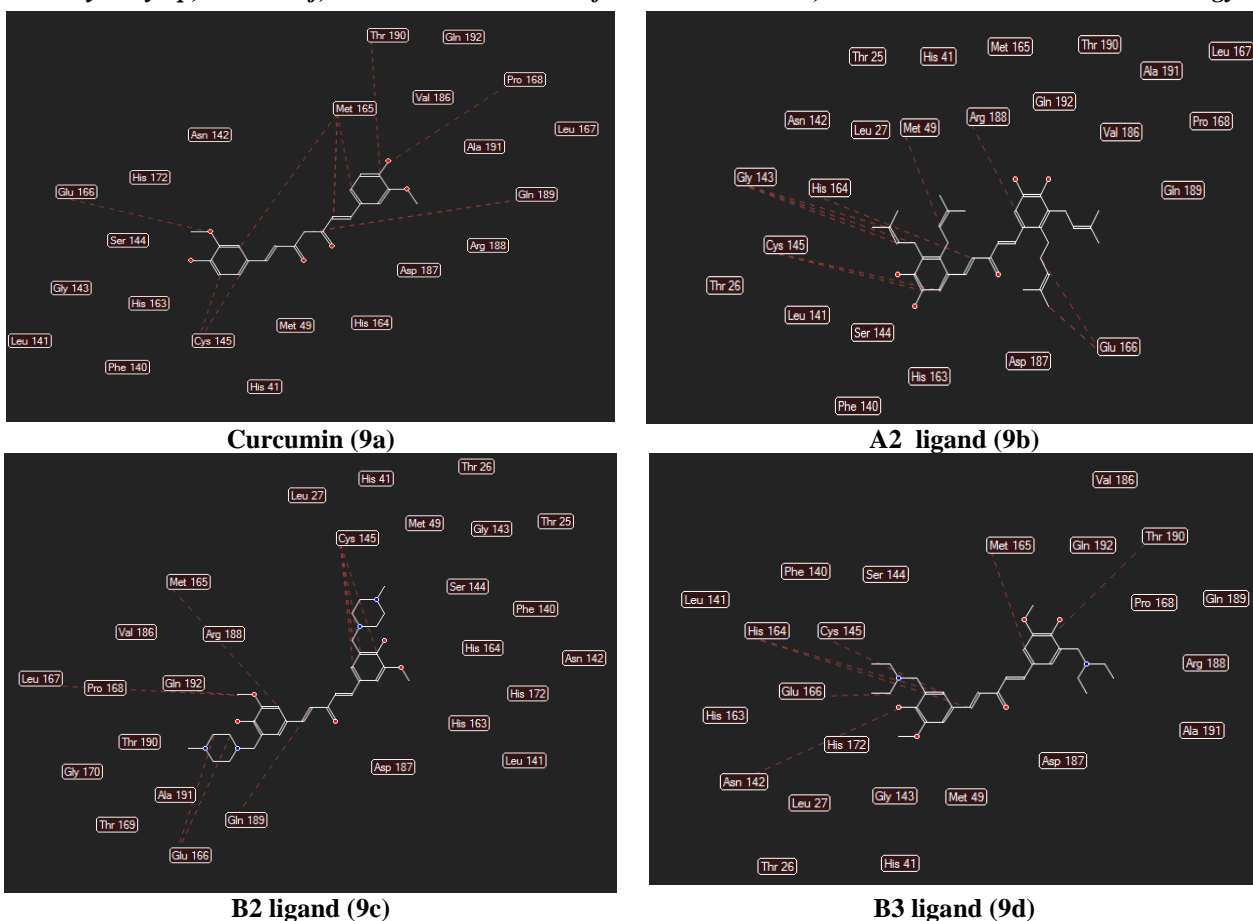 Thr 190
Gln 192
Pro 168
Val 186
Met 165
Leu 167
Asn 142
Ala 191
His 172
Glu 166
Gln 189
Ser 144
Arg 188
Asp 187
Gly 143
His 163
Met 49
His 164
Leu 141
Cys 145
Phe 140
His 41
Curcumin (9a)
Thr 25
His 41
Met 165
Thr 190
Leu 167
Ala 191
Gln 192
Asn 142
Leu 27
Met 49
Arg 188
Val 186
Pro 168
Gly 143
His 164
Gln 189
Cys 145
Thr 26
Leu 141
Ser 144
Glu 166
Asp 187
His 163
Phe 140
A2 ligand (9b)
Thr 26
His 41
Leu 27
Met 49
Gly 143
Thr 25
Cys 145
Met 165
Ser 144
Phe 140
Val 186
Arg 188
His 164
Asn 142
Leu 167
Pro 168
Gln 192
His 172
His 163
Thr 190
Leu 141
Gly 170
Asp 187
Ala 191
Thr 169
Gln 189
Glu 166
B2 ligand (9c)
Val 186
Met 165
Gln 192
Thr 190
Phe 140
Ser 144
Leu 141
Pro 168
Gln 189
His 164
Cys 145
Arg 188
Glu 166
His 163
Ala 191
His 172
Asp 187
Asn 142
Leu 27
Gly 143
Met 49
Thr 26
His 41
B3 ligand (9d)